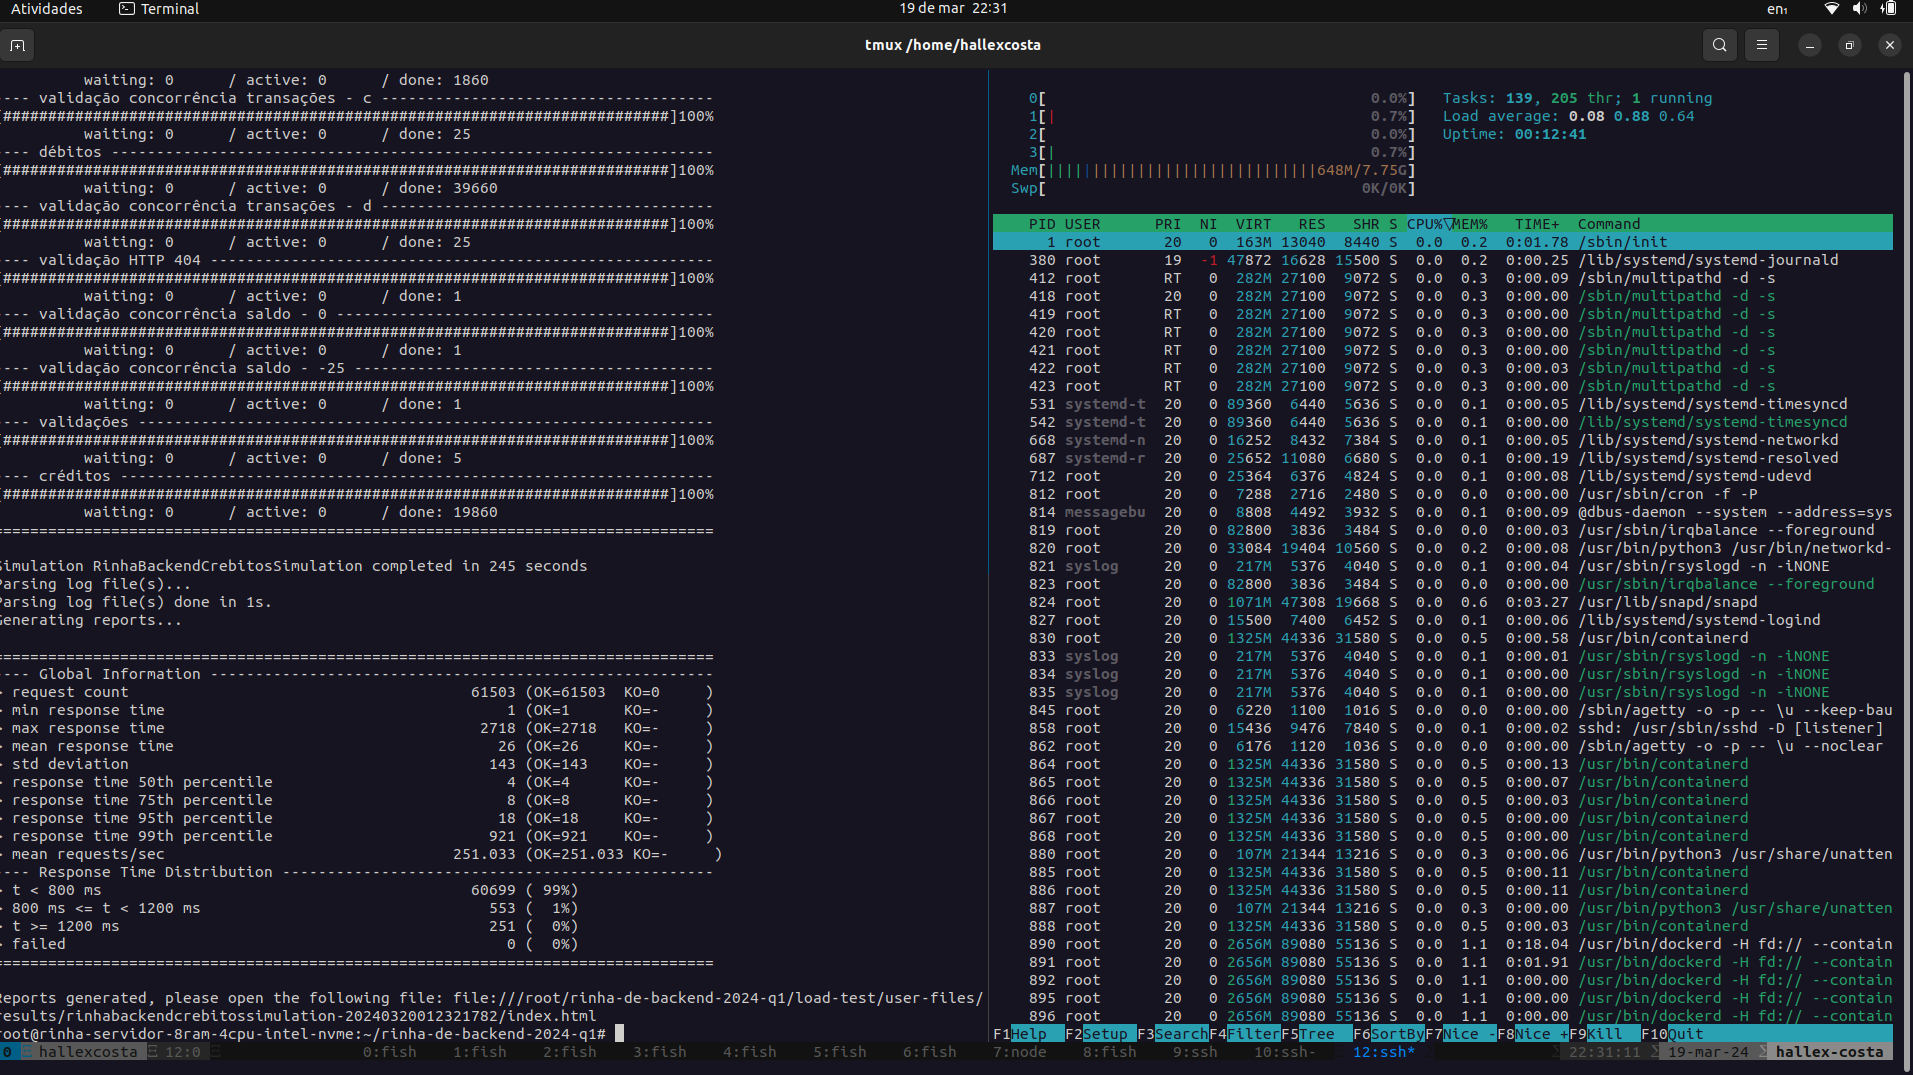 Atividades Terminal 19 de mar 22:31 en₁
tmux /home/hallexcosta
waiting: 0 / active: 0 / done: 1860
---- validação concorrência transações - c -------------------------------------
[##########################################################################]100%
waiting: 0 / active: 0 / done: 25
---- débitos -------------------------------------------------------------------
[##########################################################################]100%
waiting: 0 / active: 0 / done: 39660
---- validação concorrência transações - d -------------------------------------
[##########################################################################]100%
waiting: 0 / active: 0 / done: 25
---- validação HTTP 404 --------------------------------------------------------
[##########################################################################]100%
waiting: 0 / active: 0 / done: 1
---- validação concorrência saldo - 0 ------------------------------------------
[##########################################################################]100%
waiting: 0 / active: 0 / done: 1
---- validação concorrência saldo - -25 ----------------------------------------
[##########################################################################]100%
waiting: 0 / active: 0 / done: 1
---- validações ----------------------------------------------------------------
[##########################################################################]100%
waiting: 0 / active: 0 / done: 5
---- créditos ------------------------------------------------------------------
[##########################################################################]100%
waiting: 0 / active: 0 / done: 19860
================================================================================
Simulation RinhaBackendCrebitosSimulation completed in 245 seconds
Parsing log file(s)...
Parsing log file(s) done in 1s.
Generating reports...
================================================================================
---- Global Information --------------------------------------------------------
> request count 61503 (OK=61503 KO=0 )
> min response time 1 (OK=1 KO=- )
> max response time 2718 (OK=2718 KO=- )
> mean response time 26 (OK=26 KO=- )
> std deviation 143 (OK=143 KO=- )
> response time 50th percentile 4 (OK=4 KO=- )
> response time 75th percentile 8 (OK=8 KO=- )
> response time 95th percentile 18 (OK=18 KO=- )
> response time 99th percentile 921 (OK=921 KO=- )
> mean requests/sec 251.033 (OK=251.033 KO=- )
---- Response Time Distribution ------------------------------------------------
> t < 800 ms 60699 ( 99%)
> 800 ms <= t < 1200 ms 553 ( 1%)
> t >= 1200 ms 251 ( 0%)
> failed 0 ( 0%)
================================================================================
Reports generated, please open the following file: file:///root/rinha-de-backend-2024-q1/load-test/user-files/
results/rinhabackendcrebitossimulation-20240320012321782/index.html
root@rinha-servidor-8ram-4cpu-intel-nvme:~/rinha-de-backend-2024-q1#
0[ 0.0%] Tasks: 139, 205 thr; 1 running
1[| 0.7%] Load average: 0.08 0.88 0.64
2[ 0.0%] Uptime: 00:12:41
3[| 0.7%]
Mem[||||||||||||||||||||||||||||||648M/7.75G]
Swp[ 0K/0K]
PID USER PRI NI VIRT RES SHR S CPU%▽MEM% TIME+ Command
1 root 20 0 163M 13040 8440 S 0.0 0.2 0:01.78 /sbin/init
380 root 19 -1 47872 16628 15500 S 0.0 0.2 0:00.25 /lib/systemd/systemd-journald
412 root RT 0 282M 27100 9072 S 0.0 0.3 0:00.09 /sbin/multipathd -d -s
418 root 20 0 282M 27100 9072 S 0.0 0.3 0:00.00 /sbin/multipathd -d -s
419 root RT 0 282M 27100 9072 S 0.0 0.3 0:00.00 /sbin/multipathd -d -s
420 root RT 0 282M 27100 9072 S 0.0 0.3 0:00.00 /sbin/multipathd -d -s
421 root RT 0 282M 27100 9072 S 0.0 0.3 0:00.00 /sbin/multipathd -d -s
422 root RT 0 282M 27100 9072 S 0.0 0.3 0:00.03 /sbin/multipathd -d -s
423 root RT 0 282M 27100 9072 S 0.0 0.3 0:00.00 /sbin/multipathd -d -s
531 systemd-t 20 0 89360 6440 5636 S 0.0 0.1 0:00.05 /lib/systemd/systemd-timesyncd
542 systemd-t 20 0 89360 6440 5636 S 0.0 0.1 0:00.00 /lib/systemd/systemd-timesyncd
668 systemd-n 20 0 16252 8432 7384 S 0.0 0.1 0:00.05 /lib/systemd/systemd-networkd
687 systemd-r 20 0 25652 11080 6680 S 0.0 0.1 0:00.19 /lib/systemd/systemd-resolved
712 root 20 0 25364 6376 4824 S 0.0 0.1 0:00.08 /lib/systemd/systemd-udevd
812 root 20 0 7288 2716 2480 S 0.0 0.0 0:00.00 /usr/sbin/cron -f -P
814 messagebu 20 0 8808 4492 3932 S 0.0 0.1 0:00.09 @dbus-daemon --system --address=sys
819 root 20 0 82800 3836 3484 S 0.0 0.0 0:00.03 /usr/sbin/irqbalance --foreground
820 root 20 0 33084 19404 10560 S 0.0 0.2 0:00.08 /usr/bin/python3 /usr/bin/networkd-
821 syslog 20 0 217M 5376 4040 S 0.0 0.1 0:00.04 /usr/sbin/rsyslogd -n -iNONE
823 root 20 0 82800 3836 3484 S 0.0 0.0 0:00.00 /usr/sbin/irqbalance --foreground
824 root 20 0 1071M 47308 19668 S 0.0 0.6 0:03.27 /usr/lib/snapd/snapd
827 root 20 0 15500 7400 6452 S 0.0 0.1 0:00.06 /lib/systemd/systemd-logind
830 root 20 0 1325M 44336 31580 S 0.0 0.5 0:00.58 /usr/bin/containerd
833 syslog 20 0 217M 5376 4040 S 0.0 0.1 0:00.01 /usr/sbin/rsyslogd -n -iNONE
834 syslog 20 0 217M 5376 4040 S 0.0 0.1 0:00.00 /usr/sbin/rsyslogd -n -iNONE
835 syslog 20 0 217M 5376 4040 S 0.0 0.1 0:00.00 /usr/sbin/rsyslogd -n -iNONE
845 root 20 0 6220 1100 1016 S 0.0 0.0 0:00.00 /sbin/agetty -o -p -- \u --keep-bau
858 root 20 0 15436 9476 7840 S 0.0 0.1 0:00.02 sshd: /usr/sbin/sshd -D [listener]
862 root 20 0 6176 1120 1036 S 0.0 0.0 0:00.00 /sbin/agetty -o -p -- \u --noclear
864 root 20 0 1325M 44336 31580 S 0.0 0.5 0:00.13 /usr/bin/containerd
865 root 20 0 1325M 44336 31580 S 0.0 0.5 0:00.07 /usr/bin/containerd
866 root 20 0 1325M 44336 31580 S 0.0 0.5 0:00.03 /usr/bin/containerd
867 root 20 0 1325M 44336 31580 S 0.0 0.5 0:00.00 /usr/bin/containerd
868 root 20 0 1325M 44336 31580 S 0.0 0.5 0:00.00 /usr/bin/containerd
880 root 20 0 107M 21344 13216 S 0.0 0.3 0:00.06 /usr/bin/python3 /usr/share/unatten
885 root 20 0 1325M 44336 31580 S 0.0 0.5 0:00.11 /usr/bin/containerd
886 root 20 0 1325M 44336 31580 S 0.0 0.5 0:00.11 /usr/bin/containerd
887 root 20 0 107M 21344 13216 S 0.0 0.3 0:00.00 /usr/bin/python3 /usr/share/unatten
888 root 20 0 1325M 44336 31580 S 0.0 0.5 0:00.03 /usr/bin/containerd
890 root 20 0 2656M 89080 55136 S 0.0 1.1 0:18.04 /usr/bin/dockerd -H fd:// --contain
891 root 20 0 2656M 89080 55136 S 0.0 1.1 0:01.91 /usr/bin/dockerd -H fd:// --contain
892 root 20 0 2656M 89080 55136 S 0.0 1.1 0:00.00 /usr/bin/dockerd -H fd:// --contain
895 root 20 0 2656M 89080 55136 S 0.0 1.1 0:00.00 /usr/bin/dockerd -H fd:// --contain
896 root 20 0 2656M 89080 55136 S 0.0 1.1 0:00.00 /usr/bin/dockerd -H fd:// --contain
F1Help F2Setup F3SearchF4FilterF5Tree F6SortByF7Nice -F8Nice +F9Kill F10Quit
0 hallexcosta 12:0 0:fish 1:fish 2:fish 3:fish 4:fish 5:fish 6:fish 7:node 8:fish 9:ssh 10:ssh- 12:ssh* 22:31:11 19-mar-24 hallex-costa